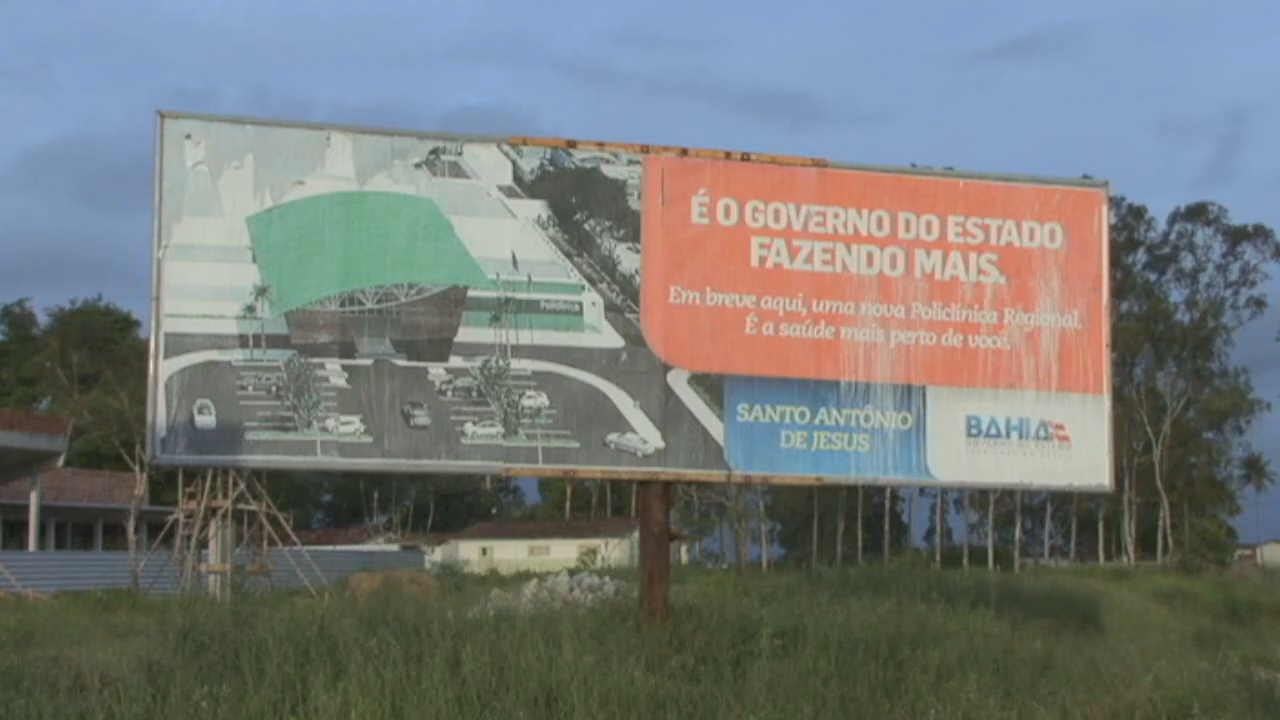 É O GOVERNO DO ESTADO
FAZENDO MAIS.
Em breve aqui, uma nova Policlínica Regional.
É a saúde mais perto de você.
Policlínica
SANTO ANTÔNIO
DE JESUS
BAHIA